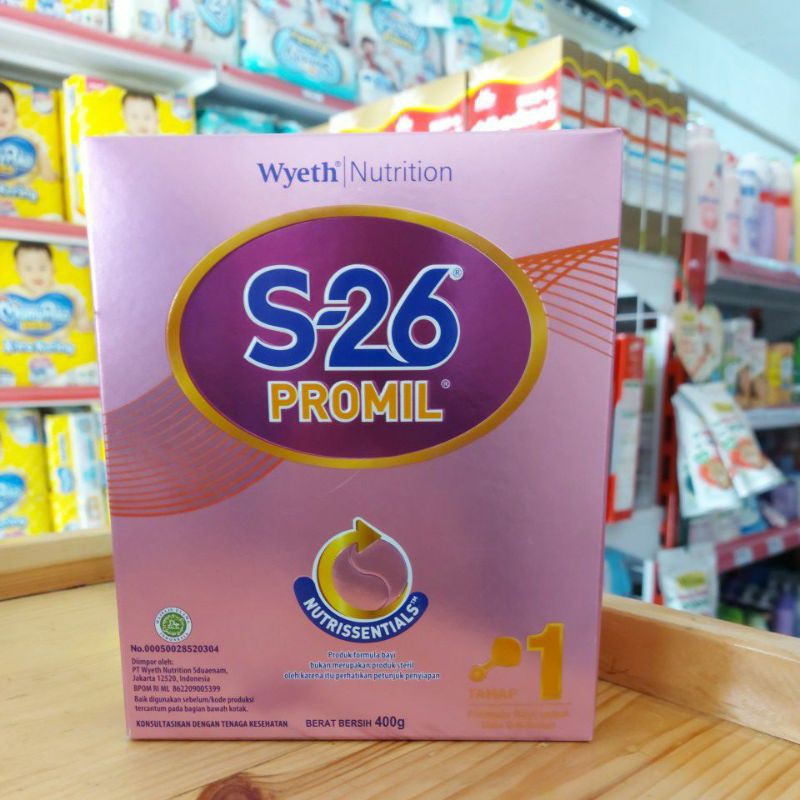 Wyeth® | Nutrition
S-26®
PROMIL®
NUTRISSENTIALS™
Produk formula bayi
bukan merupakan produk steril
oleh karena itu perhatikan petunjuk penyiapan
No.00050028520304
Diimpor oleh:
PT Wyeth Nutrition Sduaenam,
Jakarta 12520, Indonesia
BPOM RI ML 862209005399
Baik digunakan sebelum/kode produksi
tercantum pada bagian bawah kotak.
KONSULTASIKAN DENGAN TENAGA KESEHATAN
BERAT BERSIH 400g
TAHAP 1